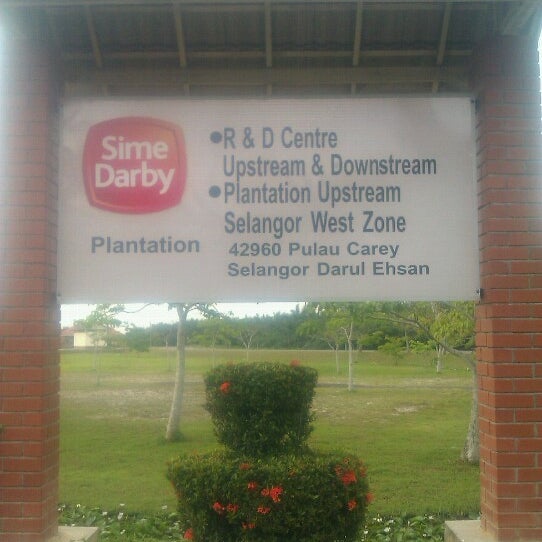 Sime
Darby
Plantation
•R & D Centre
Upstream & Downstream
•Plantation Upstream
Selangor West Zone
42960 Pulau Carey
Selangor Darul Ehsan